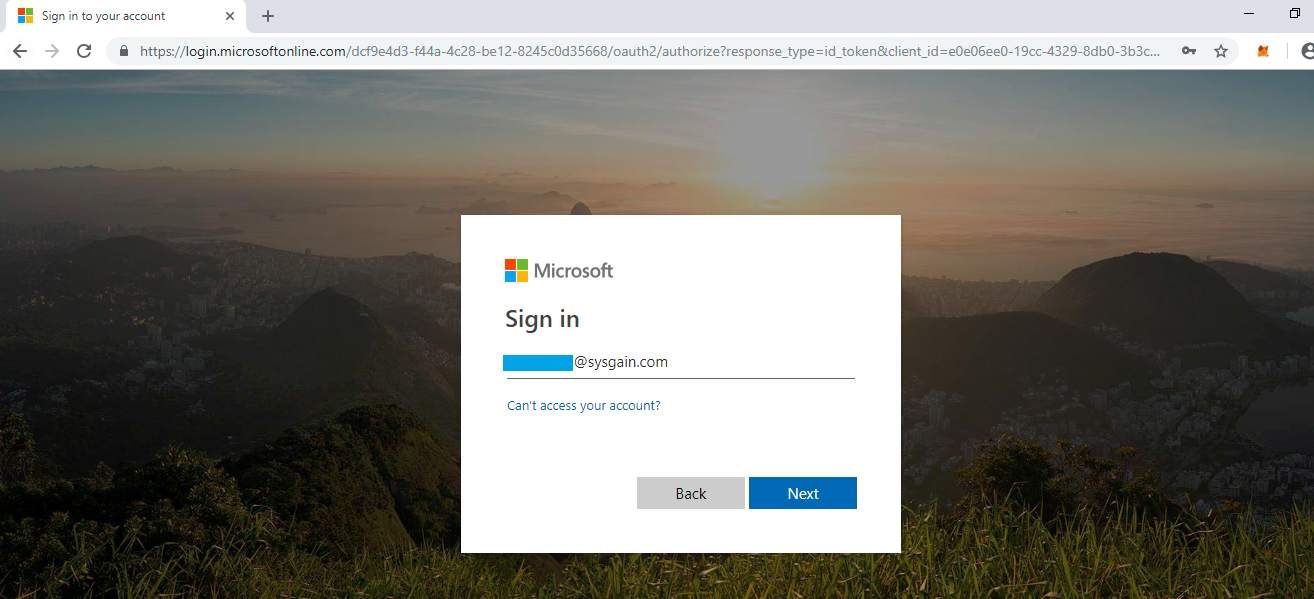 Sign in to your account
https://login.microsoftonline.com/dcf9e4d3-f44a-4c28-be12-8245c0d35668/oauth2/authorize?response_type=id_token&client_id=e0e06ee0-19cc-4329-8db0-3b3c...
Microsoft
Sign in
@sysgain.com
Can't access your account?
Back
Next